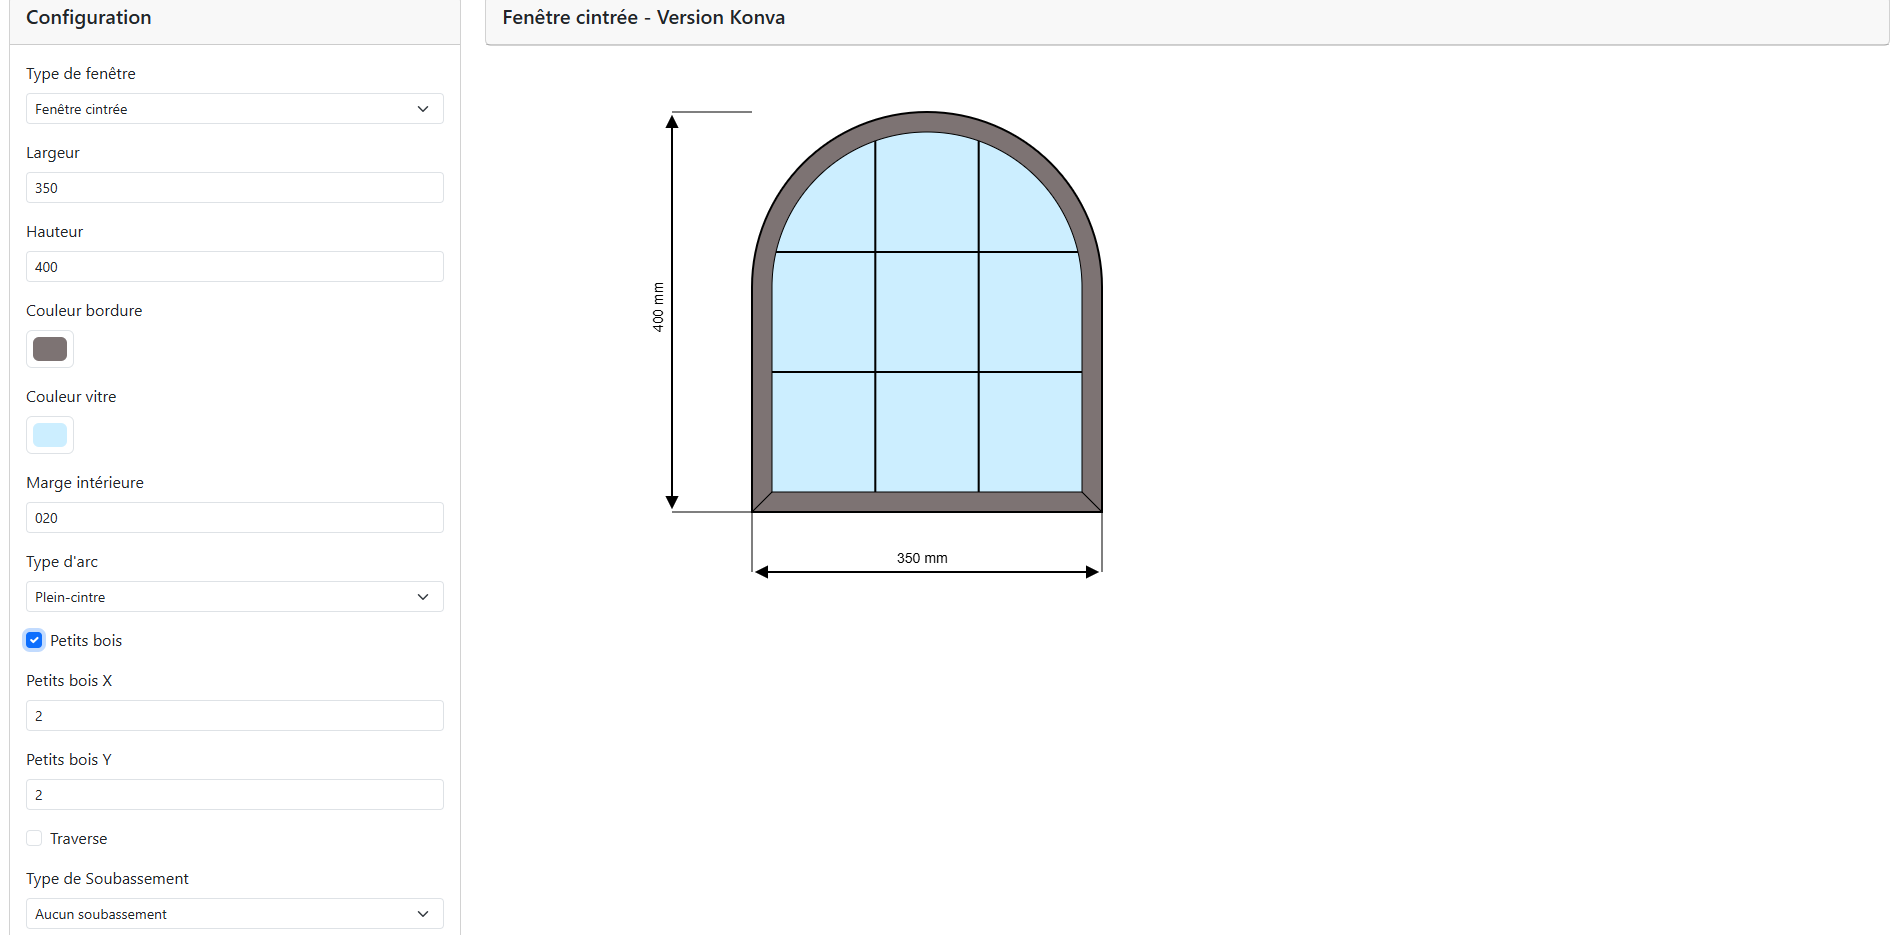 Configuration
Type de fenêtre
Fenêtre cintrée
Largeur
350
Hauteur
400
Couleur bordure
Couleur vitre
Marge intérieure
020
Type d'arc
Plein-cintre
Petits bois
Petits bois X
2
Petits bois Y
2
Traverse
Type de Soubassement
Aucun soubassement
Fenêtre cintrée - Version Konva
400 mm
350 mm